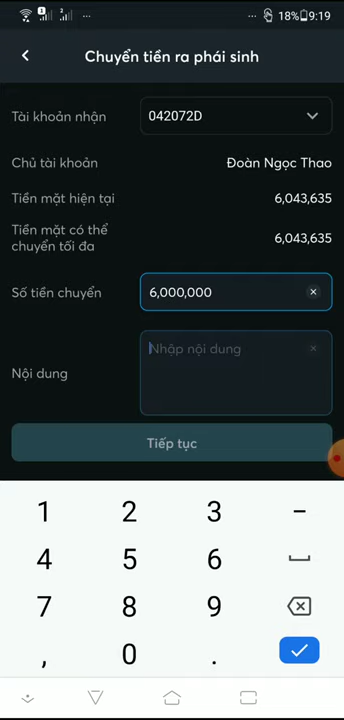 1 2 ... ... 18% 9:19
Chuyển tiền ra phái sinh
Tài khoản nhận 042072D
Chủ tài khoản Đoàn Ngọc Thao
Tiền mặt hiện tại 6,043,635
Tiền mặt có thể
chuyển tối đa 6,043,635
Số tiền chuyển 6,000,000
Nhập nội dung
Nội dung
Tiếp tục
1 2 3 -
4 5 6
7 8 9
, 0 .